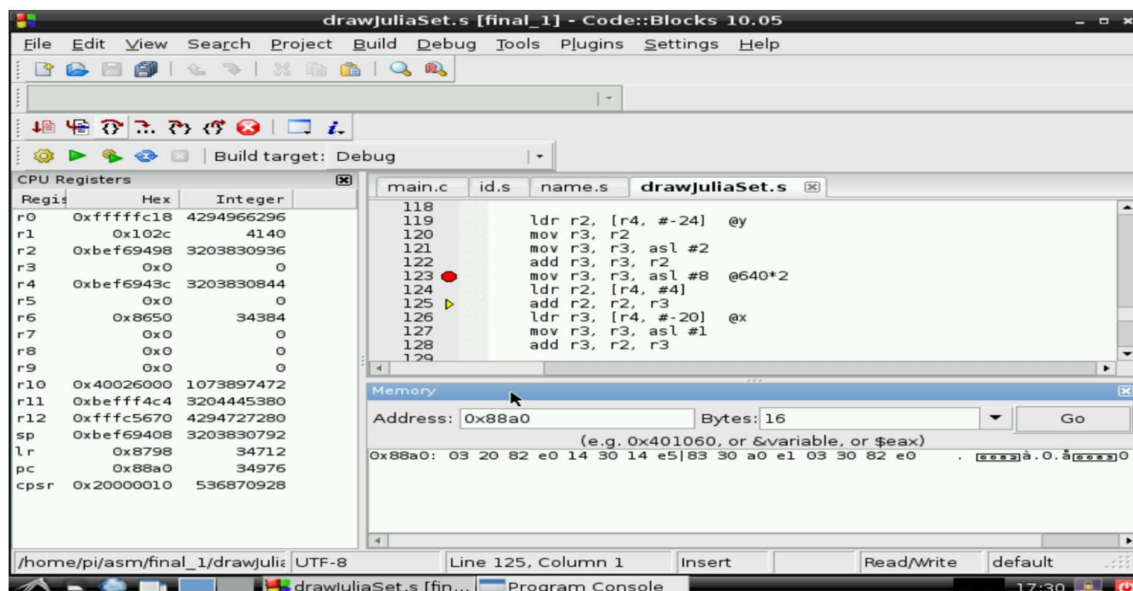 drawJuliaSet.s [final_1] - Code::Blocks 10.05
File Edit View Search Project Build Debug Tools Plugins Settings Help
Build target: Debug
CPU Registers
Regis Hex Integer
r0 0xfffffc18 4294966296
r1 0x102c 4140
r2 0xbef69498 3203830936
r3 0x0 0
r4 0xbef6943c 3203830844
r5 0x0 0
r6 0x8650 34384
r7 0x0 0
r8 0x0 0
r9 0x0 0
r10 0x40026000 1073897472
r11 0xbefff4c4 3204445380
r12 0xfffc5670 4294727280
sp 0xbef69408 3203830792
lr 0x8798 34712
pc 0x88a0 34976
cpsr 0x20000010 536870928
main.c id.s name.s drawJuliaSet.s
118
119 ldr r2, [r4, #-24] @y
120 mov r3, r2
121 mov r3, r3, asl #2
122 add r3, r3, r2
123 mov r3, r3, asl #8 @640*2
124 ldr r2, [r4, #4]
125 add r2, r2, r3
126 ldr r3, [r4, #-20] @x
127 mov r3, r3, asl #1
128 add r3, r2, r3
129
Memory
Address: 0x88a0 Bytes: 16 Go
(e.g. 0x401060, or &variable, or $eax)
0x88a0: 03 20 82 e0 14 30 14 e5|83 30 a0 e1 03 30 82 e0
/home/pi/asm/final_1/drawJulia UTF-8 Line 125, Column 1 Insert Read/Write default
drawJuliaSet.s [fin... Program Console 17:30